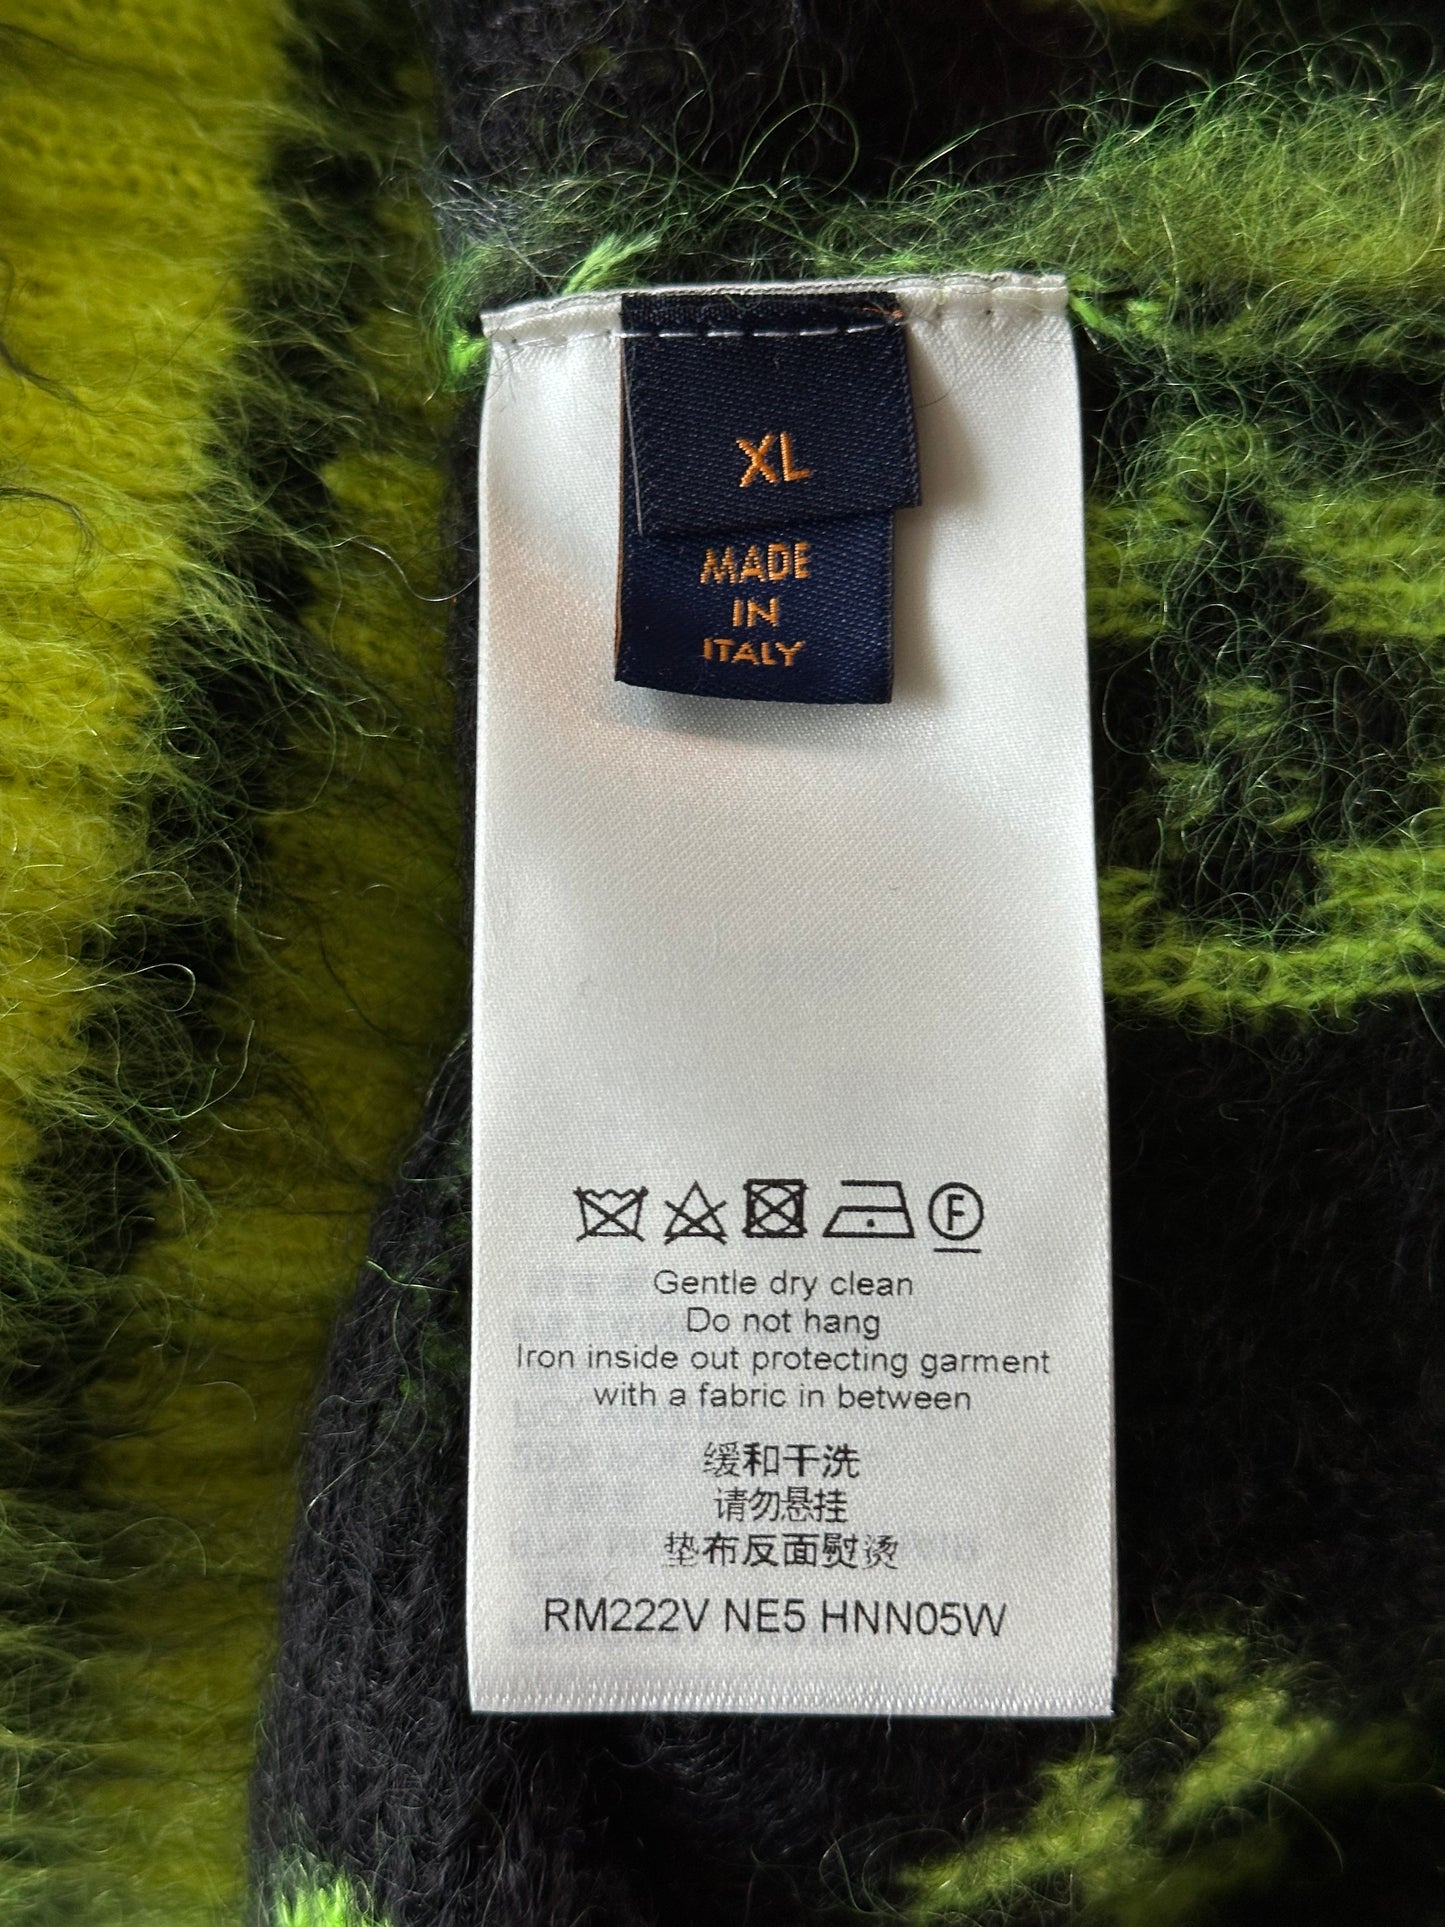 XL
MADE
IN
ITALY
F
Gentle dry clean
Do not hang
Iron inside out protecting garment
with a fabric in between
缓和干洗
请勿悬挂
垫布反面熨烫
RM222V NE5 HNN05W